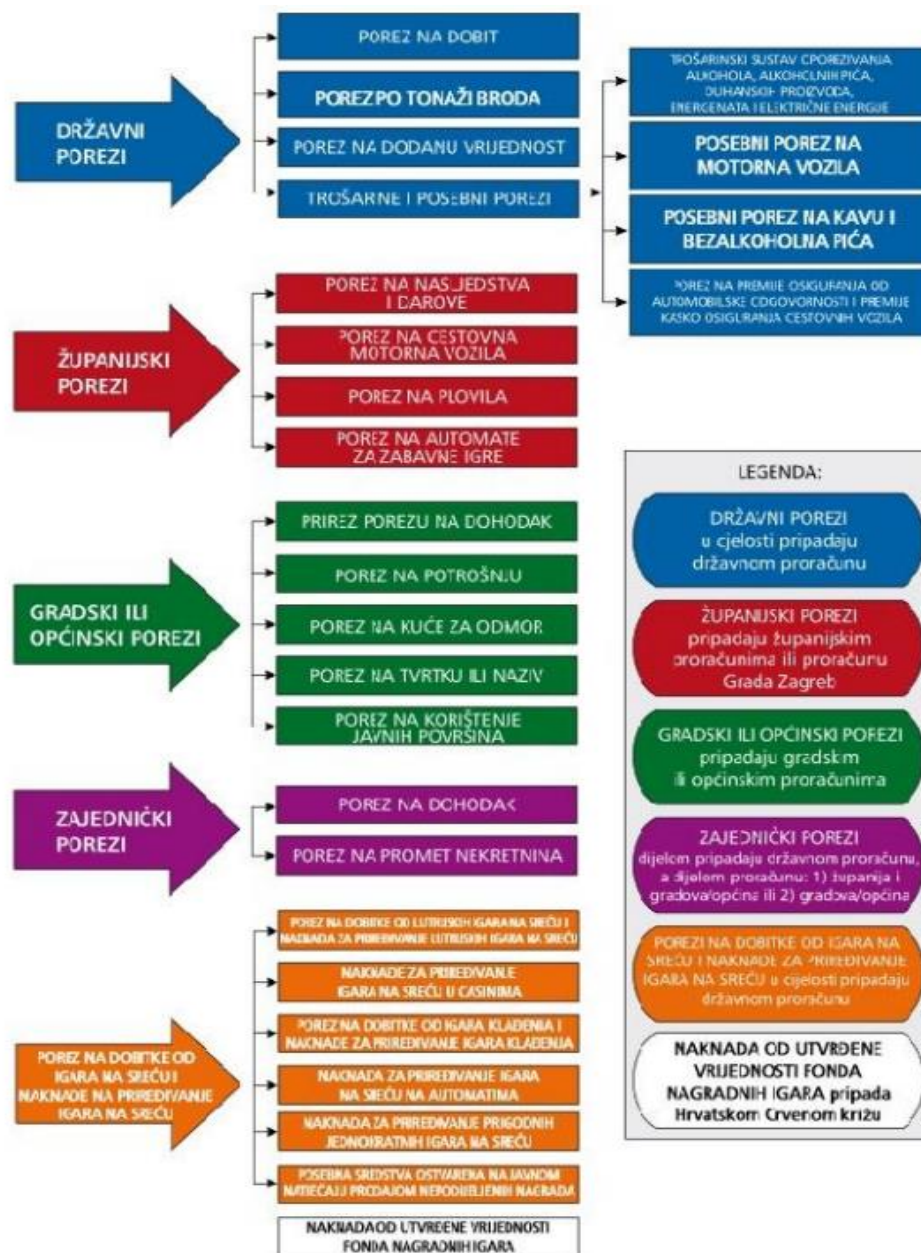 DRŽAVNI
POREZI
POREZ NA DOBIT
POREZ PO TONAŽI BRODA
POREZ NA DODANU VRIJEDNOST
TROŠARINE I POSEBNI POREZI
TROŠARINSKI SUSTAV OPOREZIVANJA
ALKOHOLA, ALKOHOLNIH PIĆA,
DUHANSKIH PROIZVODA,
ENERGENATA I ELEKTRIČNE ENERGIJE
POSEBNI POREZ NA
MOTORNA VOZILA
POSEBNI POREZ NA KAVU I
BEZALKOHOLNA PIĆA
POREZ NA PREMIJE OSIGURANJA OD
AUTOMOBILSKE ODGOVORNOSTI I PREMIJE
KASKO OSIGURANJA CESTOVNIH VOZILA
ŽUPANIJSKI
POREZI
POREZ NA NASLJEDSTVA
I DAROVE
POREZ NA CESTOVNA
MOTORNA VOZILA
POREZ NA PLOVILA
POREZ NA AUTOMATE
ZA ZABAVNE IGRE
GRADSKI ILI
OPĆINSKI POREZI
PRIREZ POREZU NA DOHODAK
POREZ NA POTROŠNJU
POREZ NA KUĆE ZA ODMOR
POREZ NA TVRTKU ILI NAZIV
POREZ NA KORIŠTENJE
JAVNIH POVRŠINA
ZAJEDNIČKI
POREZI
POREZ NA DOHODAK
POREZ NA PROMET NEKRETNINA
POREZ NA DOBITKE OD
IGARA NA SREĆU I
NAKNADE NA PRIREĐIVANJE
IGARA NA SREĆU
POREZ NA DOBITKE OD LUTRIJSKIH IGARA NA SREĆU I
NAKNADA ZA PRIREĐIVANJE LUTRIJSKIH IGARA NA SREĆU
NAKNADE ZA PRIREĐIVANJE
IGARA NA SREĆU U CASINIMA
POREZ NA DOBITKE OD IGARA KLAĐENJA I
NAKNADE ZA PRIREĐIVANJE IGARA KLAĐENJA
NAKNADA ZA PRIREĐIVANJE IGARA
NA SREĆU NA AUTOMATIMA
NAKNADA ZA PRIREĐIVANJE PRIGODNIH
JEDNOKRATNIH IGARA NA SREĆU
POSEBNA SREDSTVA OSTVARENA NA JAVNOM
NATJEČAJU PRODAJOM NEPODIJELJENIH NAGRADA
NAKNADA OD UTVRĐENE VRIJEDNOSTI
FONDA NAGRADNIH IGARA
LEGENDA:
DRŽAVNI POREZI
u cjelosti pripadaju
državnom proračunu
ŽUPANIJSKI POREZI
pripadaju županijskim
proračunima ili proračunu
Grada Zagreb
GRADSKI ILI OPĆINSKI POREZI
pripadaju gradskim
ili općinskim proračunima
ZAJEDNIČKI POREZI
dijelom pripadaju državnom proračunu,
a dijelom proračunu: 1) županija i
gradova/općina ili 2) gradova/općina
POREZI NA DOBITKE OD IGARA NA
SREĆU I NAKNADE ZA PRIREĐIVANJE
IGARA NA SREĆU u cijelosti pripadaju
državnom proračunu
NAKNADA OD UTVRĐENE
VRIJEDNOSTI FONDA
NAGRADNIH IGARA pripada
Hrvatskom Crvenom križu